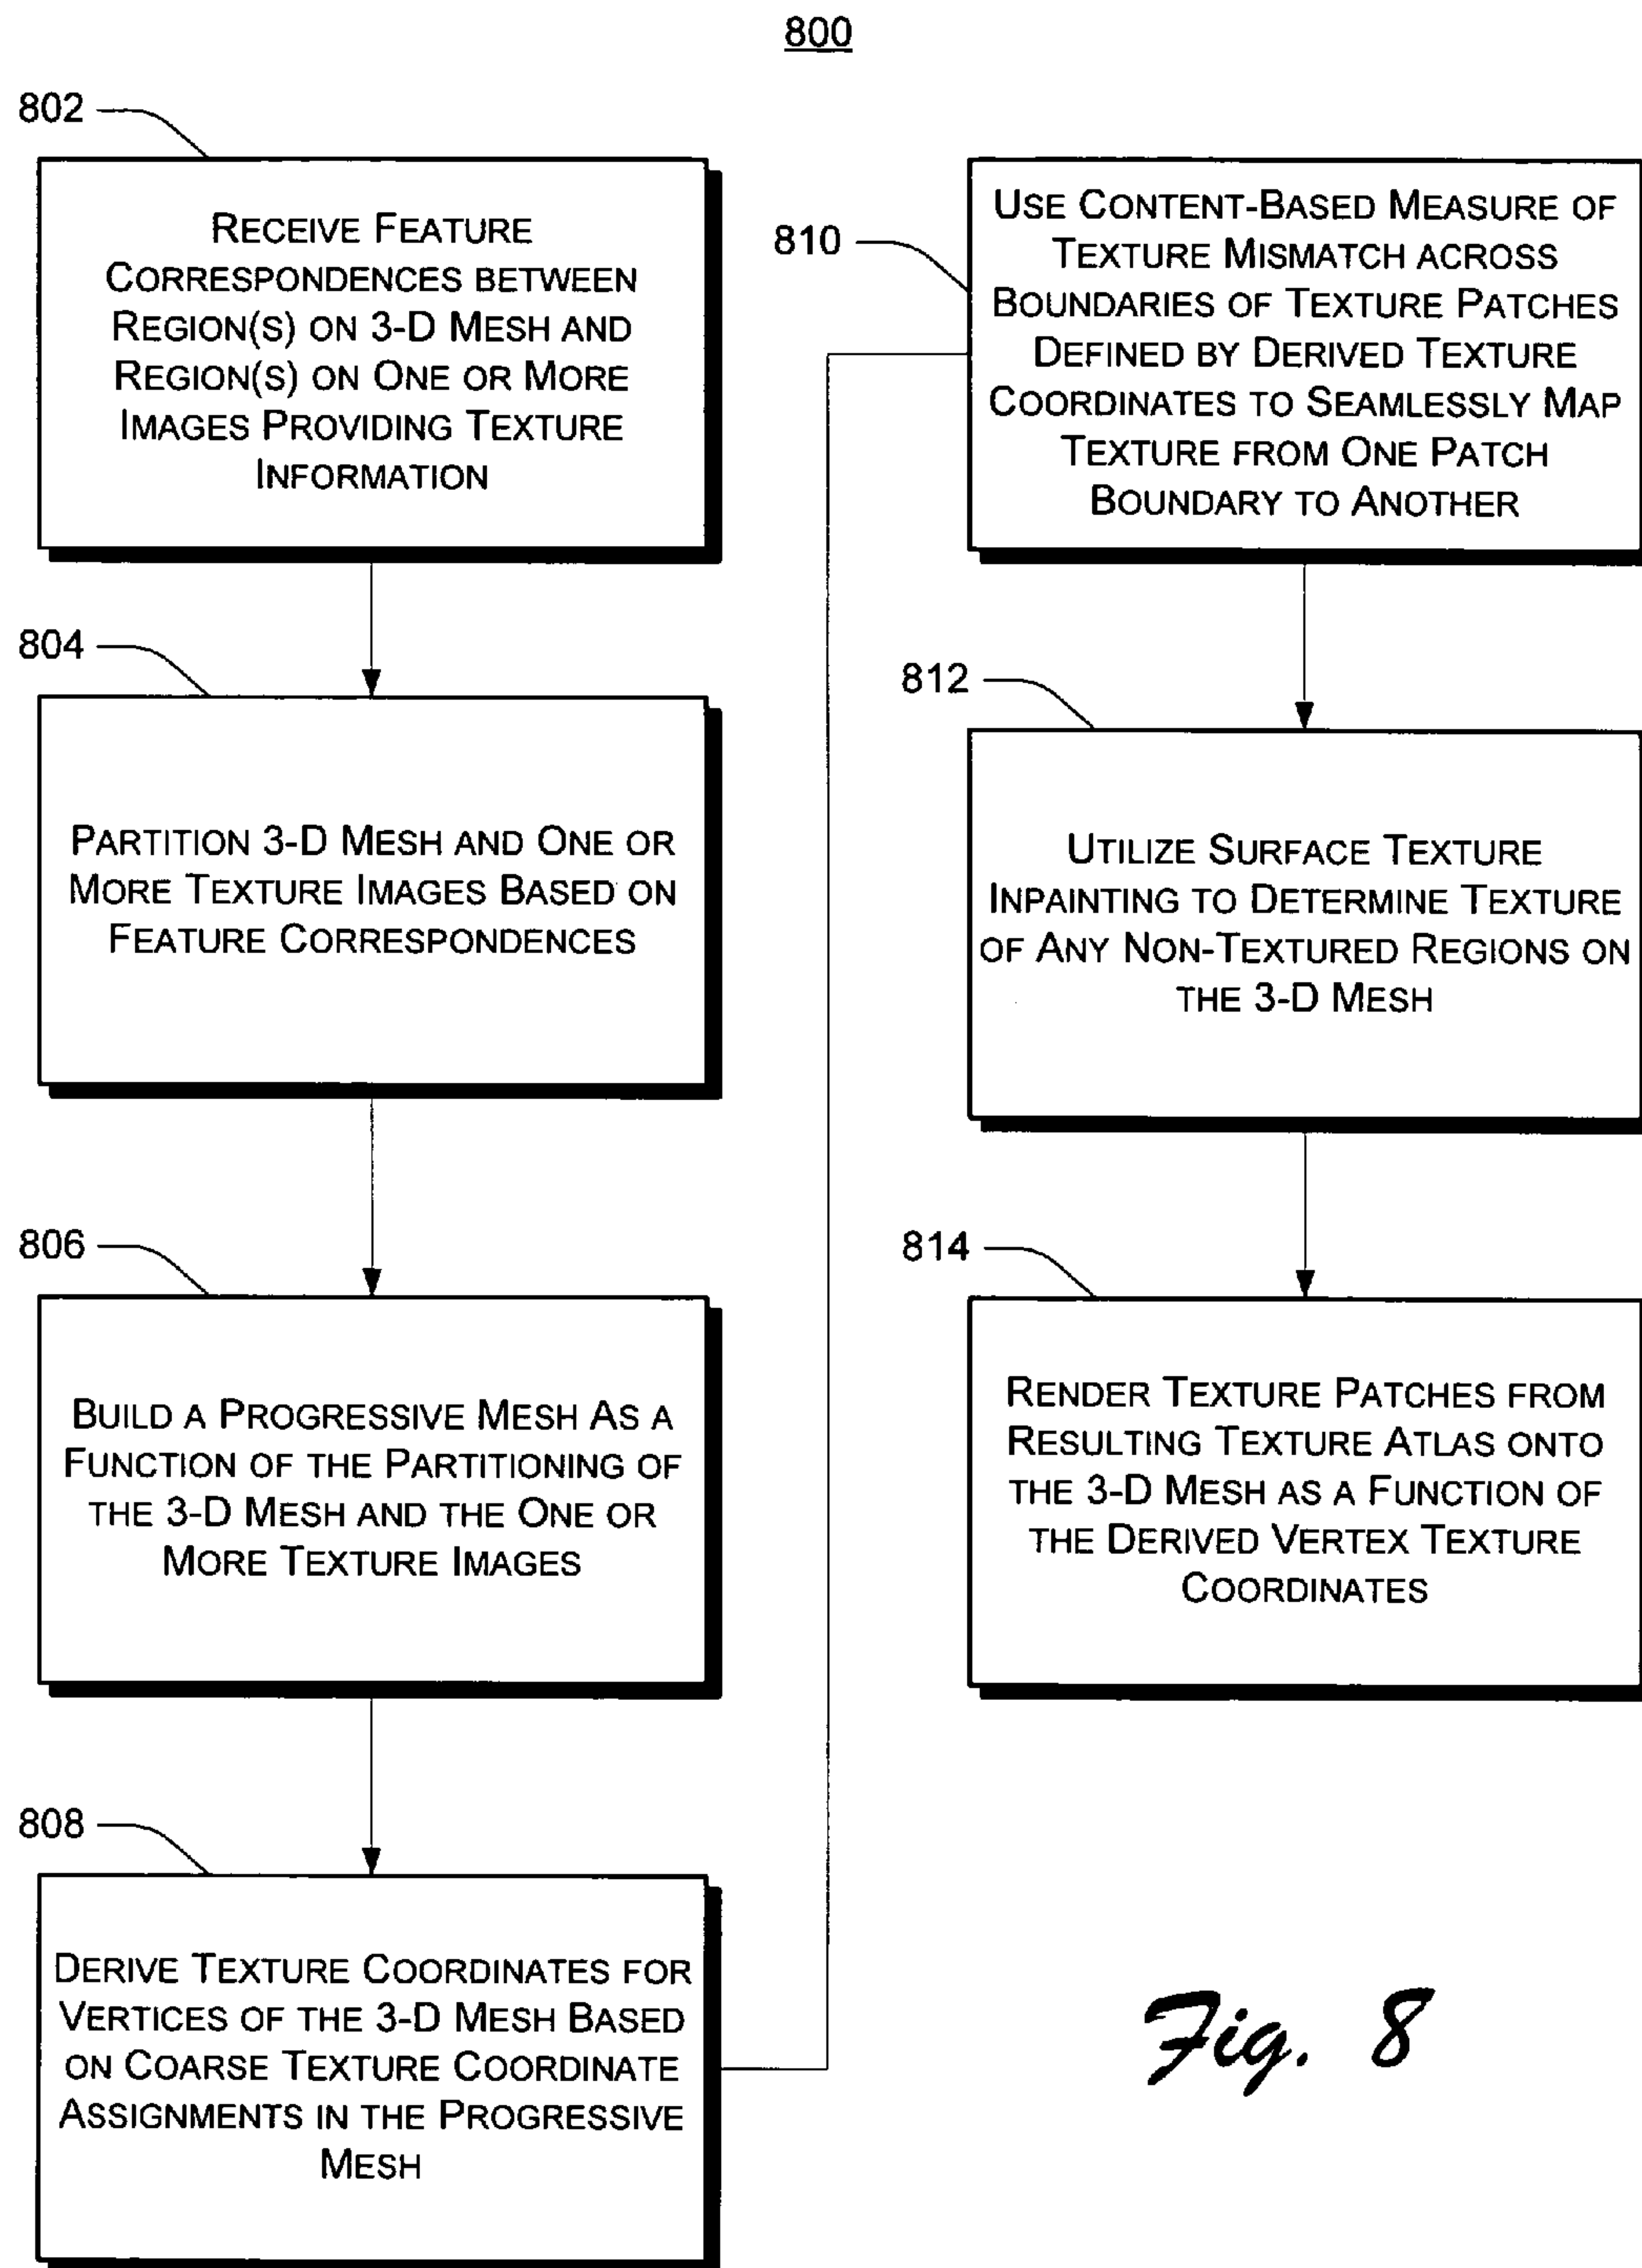 800
802
RECEIVE FEATURE
CORRESPONDENCES BETWEEN
REGION(S) ON 3-D MESH AND
REGION(S) ON ONE OR MORE
IMAGES PROVIDING TEXTURE
INFORMATION
804
PARTITION 3-D MESH AND ONE OR
MORE TEXTURE IMAGES BASED ON
FEATURE CORRESPONDENCES
806
BUILD A PROGRESSIVE MESH AS A
FUNCTION OF THE PARTITIONING OF
THE 3-D MESH AND THE ONE OR
MORE TEXTURE IMAGES
808
DERIVE TEXTURE COORDINATES FOR
VERTICES OF THE 3-D MESH BASED
ON COARSE TEXTURE COORDINATE
ASSIGNMENTS IN THE PROGRESSIVE
MESH
810
USE CONTENT-BASED MEASURE OF
TEXTURE MISMATCH ACROSS
BOUNDARIES OF TEXTURE PATCHES
DEFINED BY DERIVED TEXTURE
COORDINATES TO SEAMLESSLY MAP
TEXTURE FROM ONE PATCH
BOUNDARY TO ANOTHER
812
UTILIZE SURFACE TEXTURE
INPAINTING TO DETERMINE TEXTURE
OF ANY NON-TEXTURED REGIONS ON
THE 3-D MESH
814
RENDER TEXTURE PATCHES FROM
RESULTING TEXTURE ATLAS ONTO
THE 3-D MESH AS A FUNCTION OF
THE DERIVED VERTEX TEXTURE
COORDINATES
Fig. 8